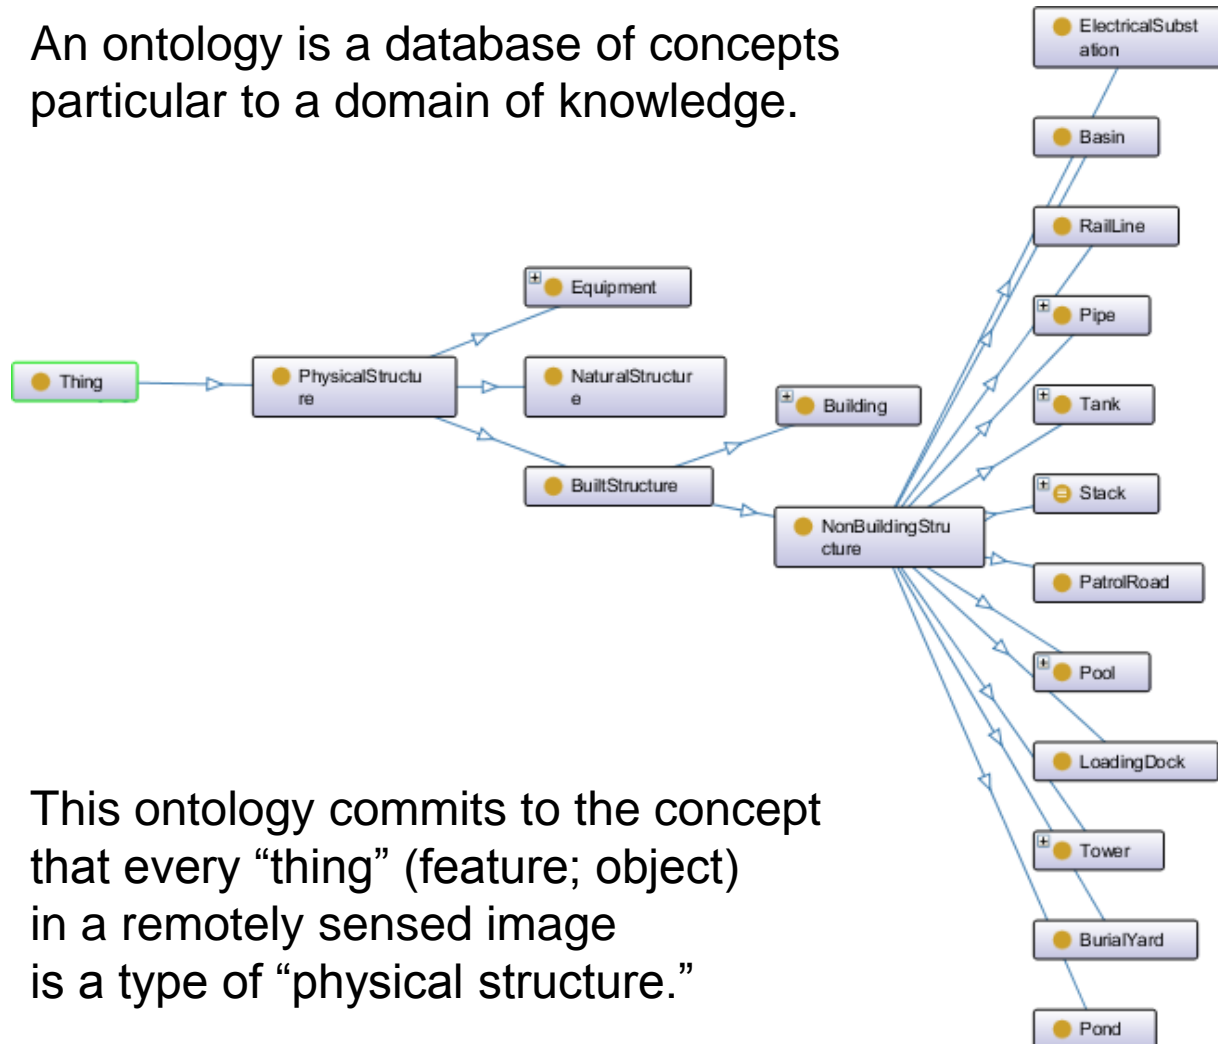 An ontology is a database of concepts
particular to a domain of knowledge.
ElectricalSubst
ation
Basin
RailLine
Equipment
Pipe
Thing
PhysicalStructu
re
NaturalStructur
e
Building
Tank
BuiltStructure
Stack
NonBuildingStru
cture
PatrolRoad
Pool
LoadingDock
This ontology commits to the concept
that every “thing” (feature; object)
in a remotely sensed image
is a type of “physical structure.”
Tower
BurialYard
Pond